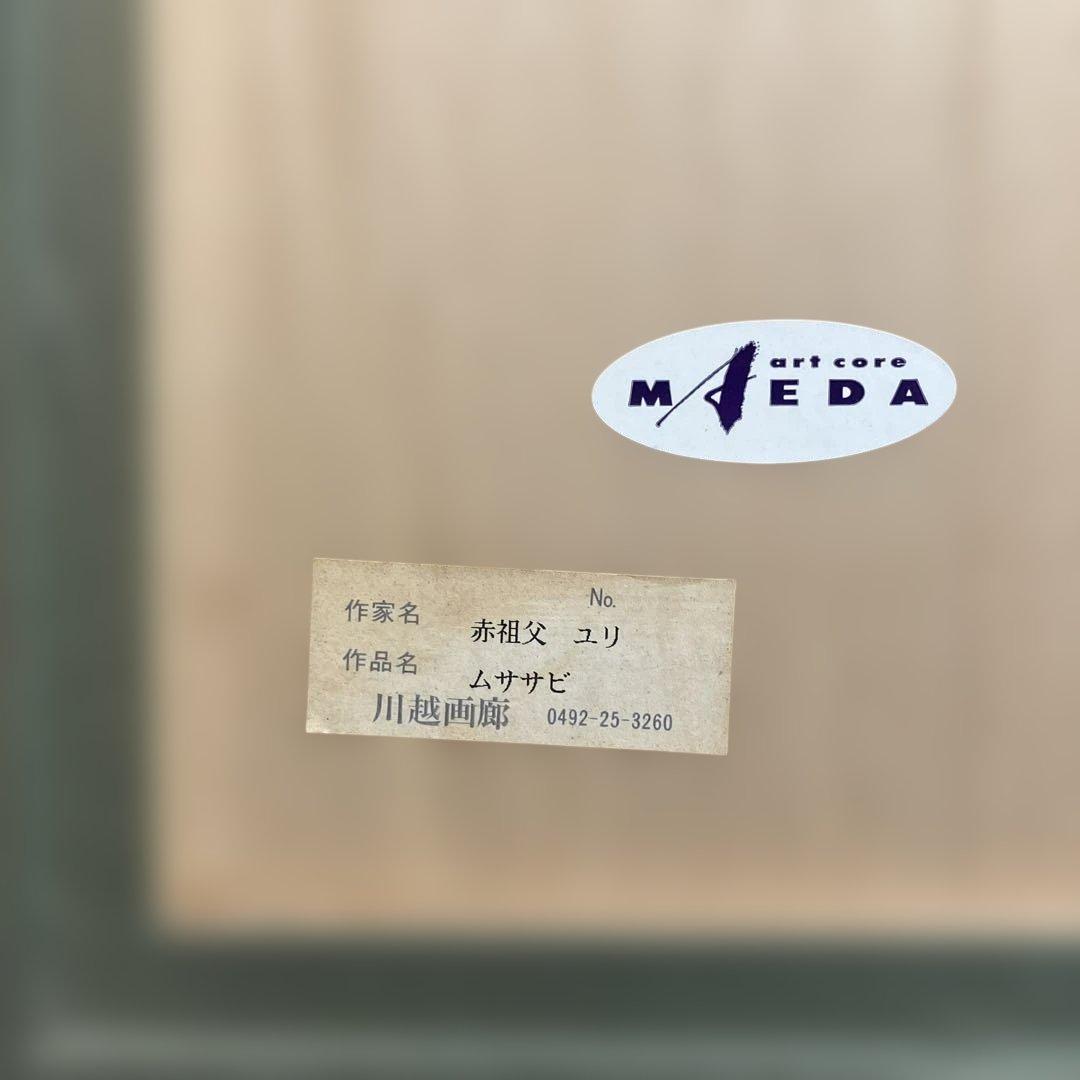 art core
MAEDA
No.
作家名 赤祖父 ユリ
作品名 ムササビ
川越画廊 0492-25-3260